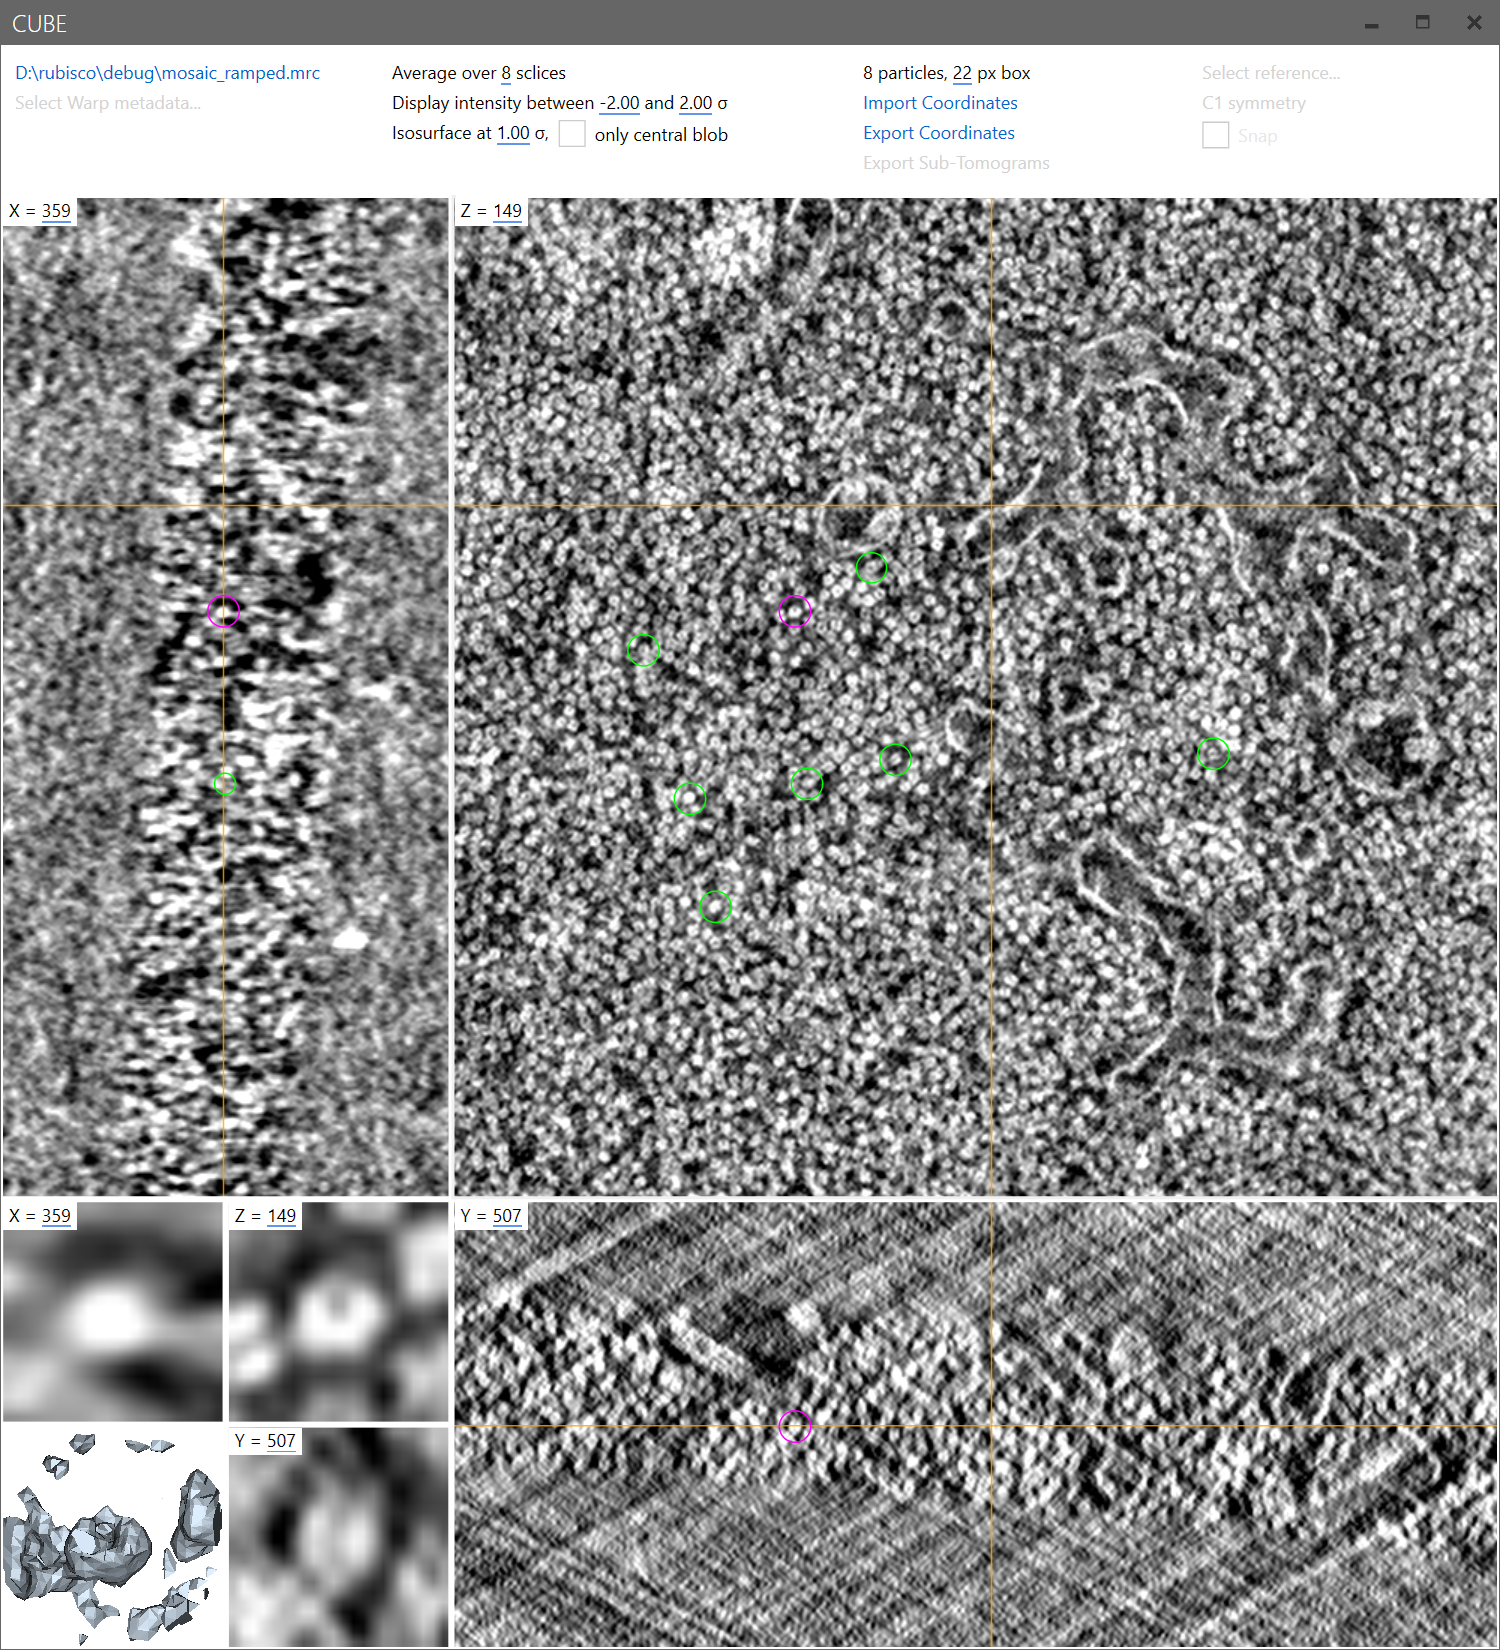 CUBE
D:\rubisco\debug\mosaic_ramped.mrc
Select Warp metadata...
Average over 8 sclices
Display intensity between -2.00 and 2.00 σ
Isosurface at 1.00 σ, only central blob
8 particles, 22 px box
Import Coordinates
Export Coordinates
Export Sub-Tomograms
Select reference...
C1 symmetry
Snap
X = 359
Z = 149
X = 359
Z = 149
Y = 507
Y = 507